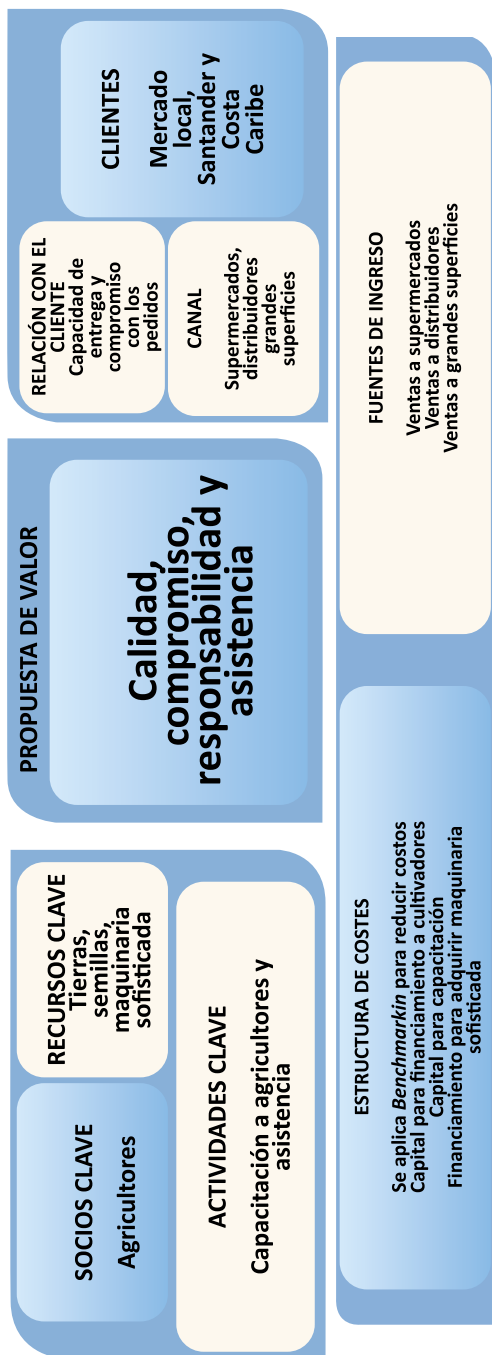 SOCIOS CLAVE
Agricultores
RECURSOS CLAVE
Tierras,
semillas,
maquinaria
sofisticada
ACTIVIDADES CLAVE
Capacitación a agricultores y
asistencia
PROPUESTA DE VALOR
Calidad,
compromiso,
responsabilidad y
asistencia
RELACIÓN CON EL
CLIENTE
Capacidad de
entrega y
compromiso
con los
pedidos
CANAL
Supermercados,
distribuidores
grandes
superficies
CLIENTES
Mercado
local,
Santander y
Costa
Caribe
ESTRUCTURA DE COSTES
Se aplica Benchmarkin para reducir costos
Capital para financiamiento a cultivadores
Capital para capacitación
Financiamiento para adquirir maquinaria
sofisticada
FUENTES DE INGRESO
Ventas a supermercados
Ventas a distribuidores
Ventas a grandes superficies